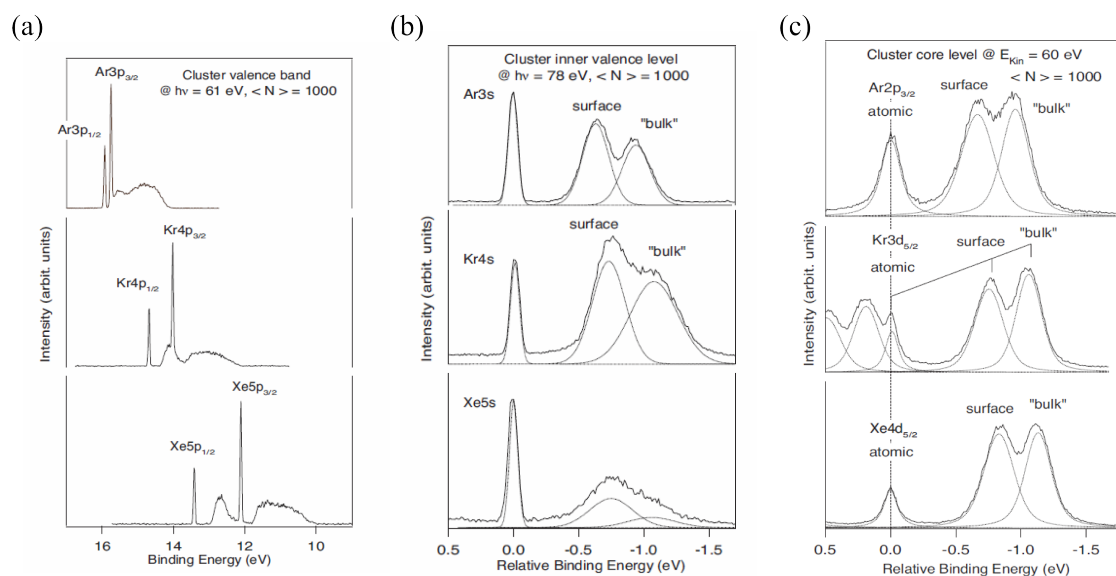 (a)
Cluster valence band
@ hν = 61 eV, < N > = 1000
Ar3p3/2
Ar3p1/2
Kr4p3/2
Kr4p1/2
Xe5p3/2
Xe5p1/2
Intensity (arbit. units)
16 14 12 10
Binding Energy (eV)
(b)
Cluster inner valence level
@ hν = 78 eV, < N > = 1000
Ar3s
surface
"bulk"
Kr4s
surface
"bulk"
Xe5s
Intensity (arbit. units)
0.5 0.0 -0.5 -1.0 -1.5
Relative Binding Energy (eV)
(c)
Cluster core level @ EKin = 60 eV
< N > = 1000
Ar2p3/2
atomic
surface
"bulk"
Kr3d5/2
atomic
surface
"bulk"
Xe4d5/2
atomic
surface
"bulk"
Intensity (arbit. units)
0.5 0.0 -0.5 -1.0 -1.5
Relative Binding Energy (eV)